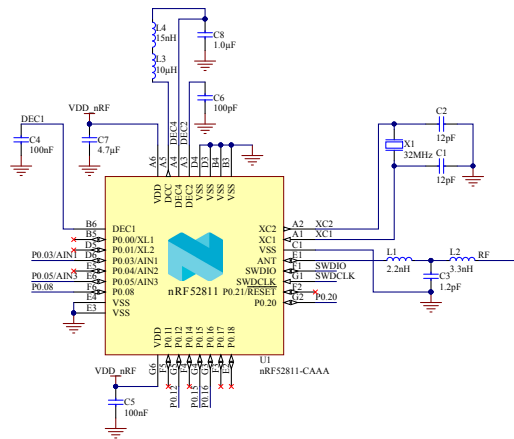 L4
15nH
L3
10µH
C8
1.0µF
C6
100pF
DEC4
DEC2
VDD_nRF
DEC1
C4
100nF
C7
4.7µF
A6
A5
A4
A3
D4
D3
B4
B3
VDD
DCC
DEC4
DEC2
VSS
VSS
VSS
VSS
C2
12pF
X1
32MHz
C1
12pF
B6
DEC1
B5
P0.00/XL1
D5
P0.01/XL2
P0.03/AIN1
D6
P0.03/AIN1
E5
P0.04/AIN2
P0.05/AIN3
E6
P0.05/AIN3
P0.08
F6
P0.08
E4
VSS
E3
VSS
nRF52811
XC2
A2
XC2
XC1
A1
XC1
VSS
C1
ANT
E1
SWDIO
F1
SWDIO
SWDCLK
G1
SWDCLK
P0.21/RESET
F2
P0.20
G2
P0.20
L1
2.2nH
L2
3.3nH
RF
C3
1.2pF
VDD
P0.11
P0.12
P0.14
P0.15
P0.16
P0.17
P0.18
U1
nRF52811-CAAA
G6
F5
G5
F4
P0.12
P0.15
P0.16
VDD_nRF
C5
100nF